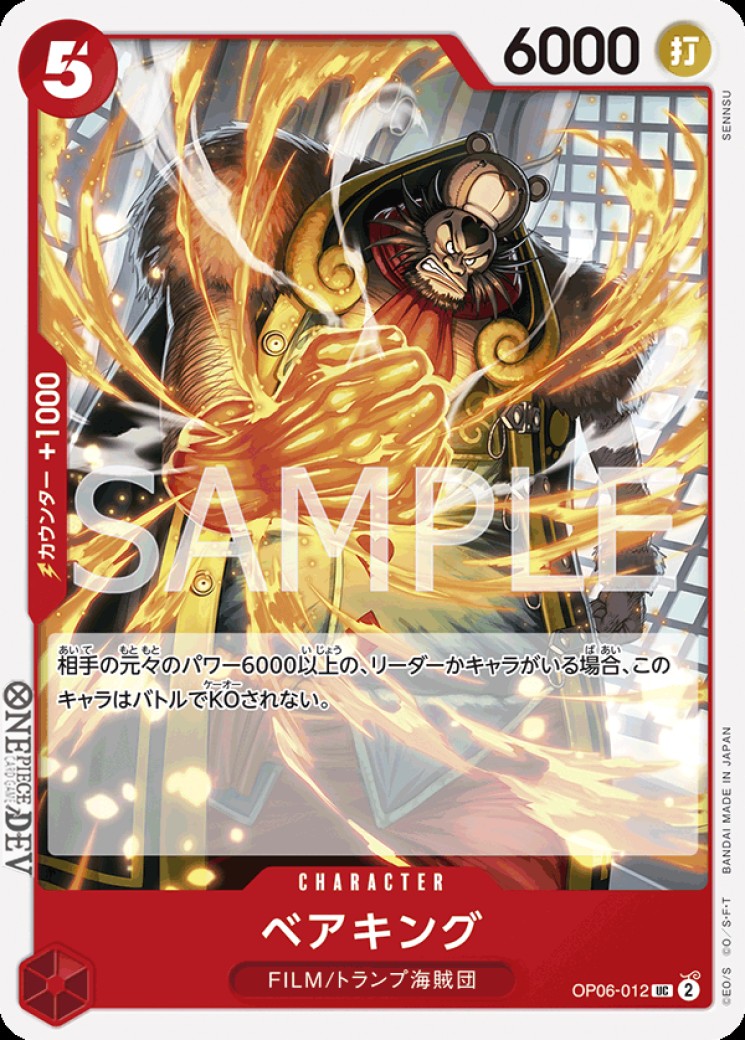 5
6000
打
SENNSU
カウンター +1000
SAMPLE
相手の元々のパワー6000以上の、リーダーかキャラがいる場合、この
キャラはバトルでKOされない。
ONE PIECE
CARD GAME
DEV
BANDAI MADE IN JAPAN
©E0/S ©O/S・F・T
CHARACTER
ベアキング
FILM/トランプ海賊団
OP06-012 UC 2